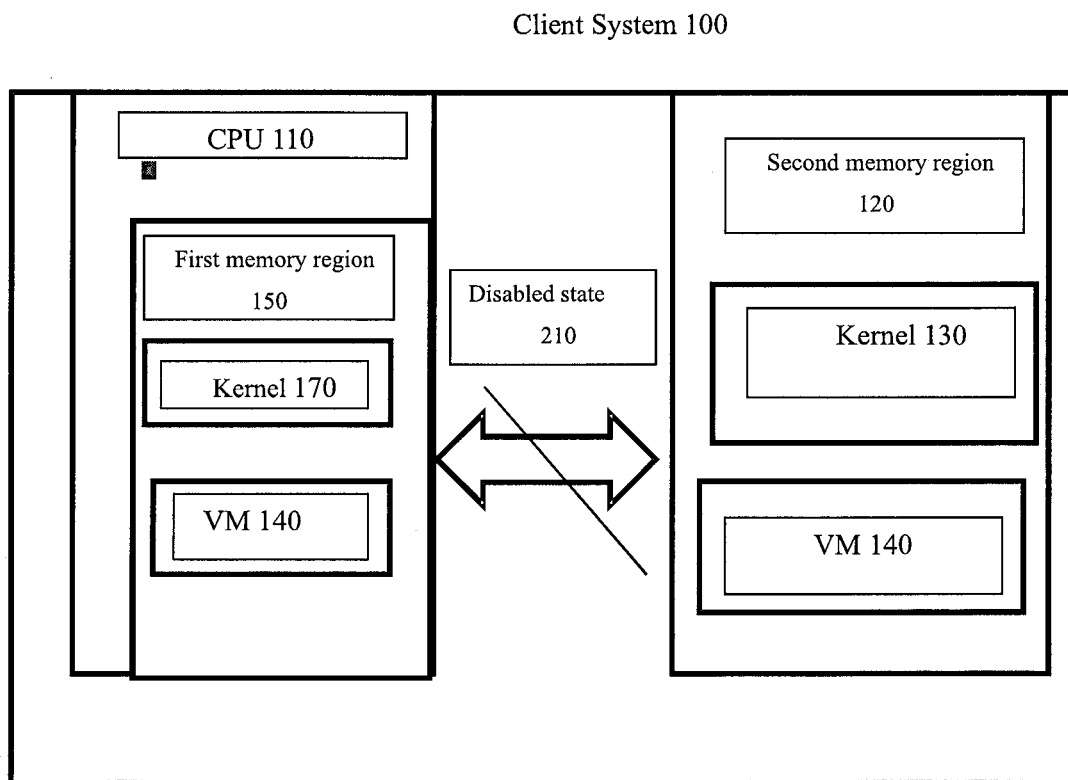 Client System 100
CPU 110
First memory region
150
Kernel 170
VM 140
Disabled state
210
Second memory region
120
Kernel 130
VM 140